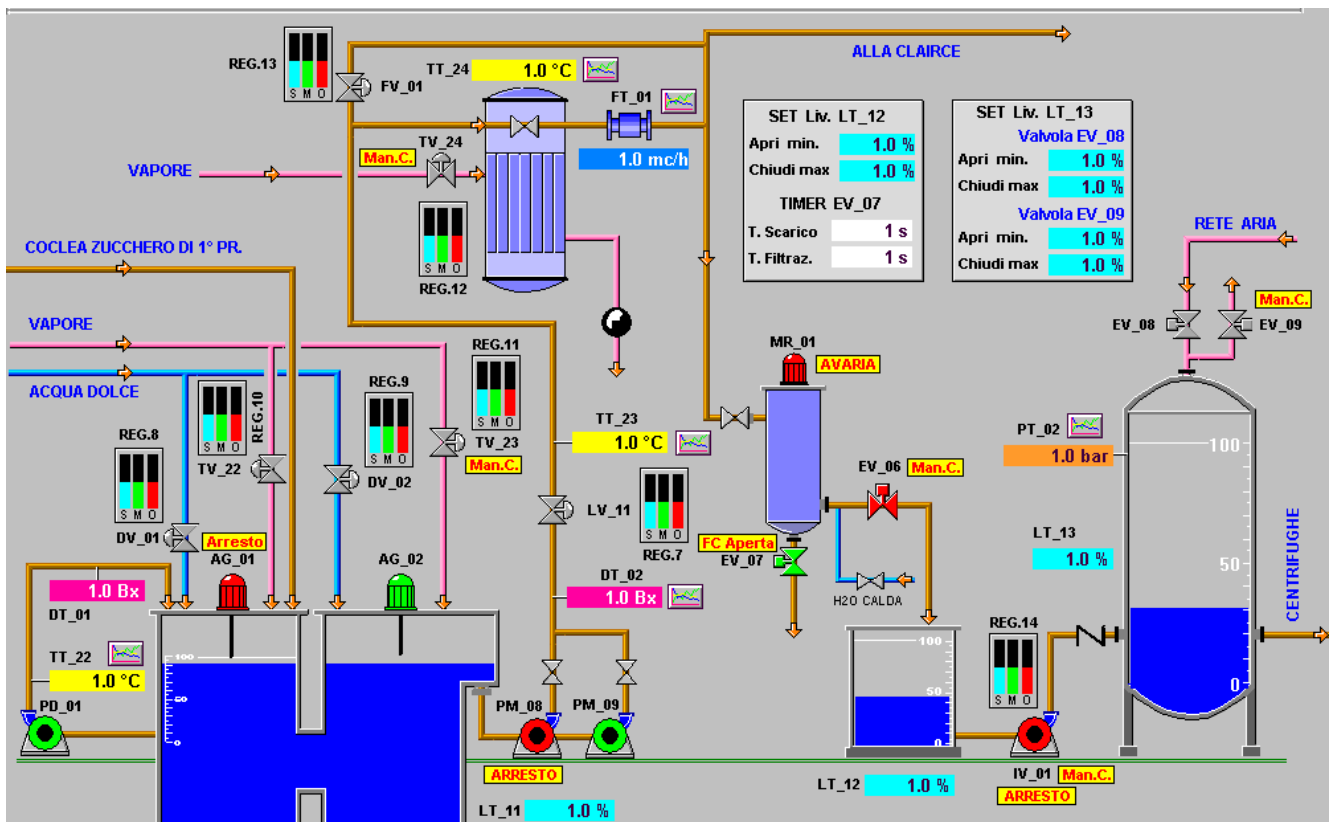 REG.13
S M O
FV_01
TT_24
1.0 °C
FT_01
1.0 mc/h
ALLA CLAIRCE
TV_24
Man.C.
VAPORE
S M O
REG.12
SET Liv. LT_12
Apri min. 1.0 %
Chiudi max 1.0 %
TIMER EV_07
T. Scarico 1 s
T. Filtraz. 1 s
SET Liv. LT_13
Valvola EV_08
Apri min. 1.0 %
Chiudi max 1.0 %
Valvola EV_09
Apri min. 1.0 %
Chiudi max 1.0 %
RETE ARIA
Man.C.
EV_08
EV_09
COCLEA ZUCCHERO DI 1° PR.
VAPORE
ACQUA DOLCE
REG.8
S M O
DV_01
Arresto
REG.10
S M O
TV_22
REG.9
S M O
DV_02
REG.11
S M O
TV_23
Man.C.
TT_23
1.0 °C
LV_11
S M O
REG.7
DT_02
1.0 Bx
MR_01
AVARIA
EV_06
Man.C.
FC Aperta
EV_07
H2O CALDA
PT_02
1.0 bar
LT_13
1.0 %
100
50
0
CENTRIFUGHE
AG_01
AG_02
1.0 Bx
DT_01
TT_22
1.0 °C
PD_01
100
50
0
PM_08
PM_09
ARRESTO
LT_11 1.0 %
100
50
0
LT_12 1.0 %
REG.14
S M O
IV_01
Man.C.
ARRESTO